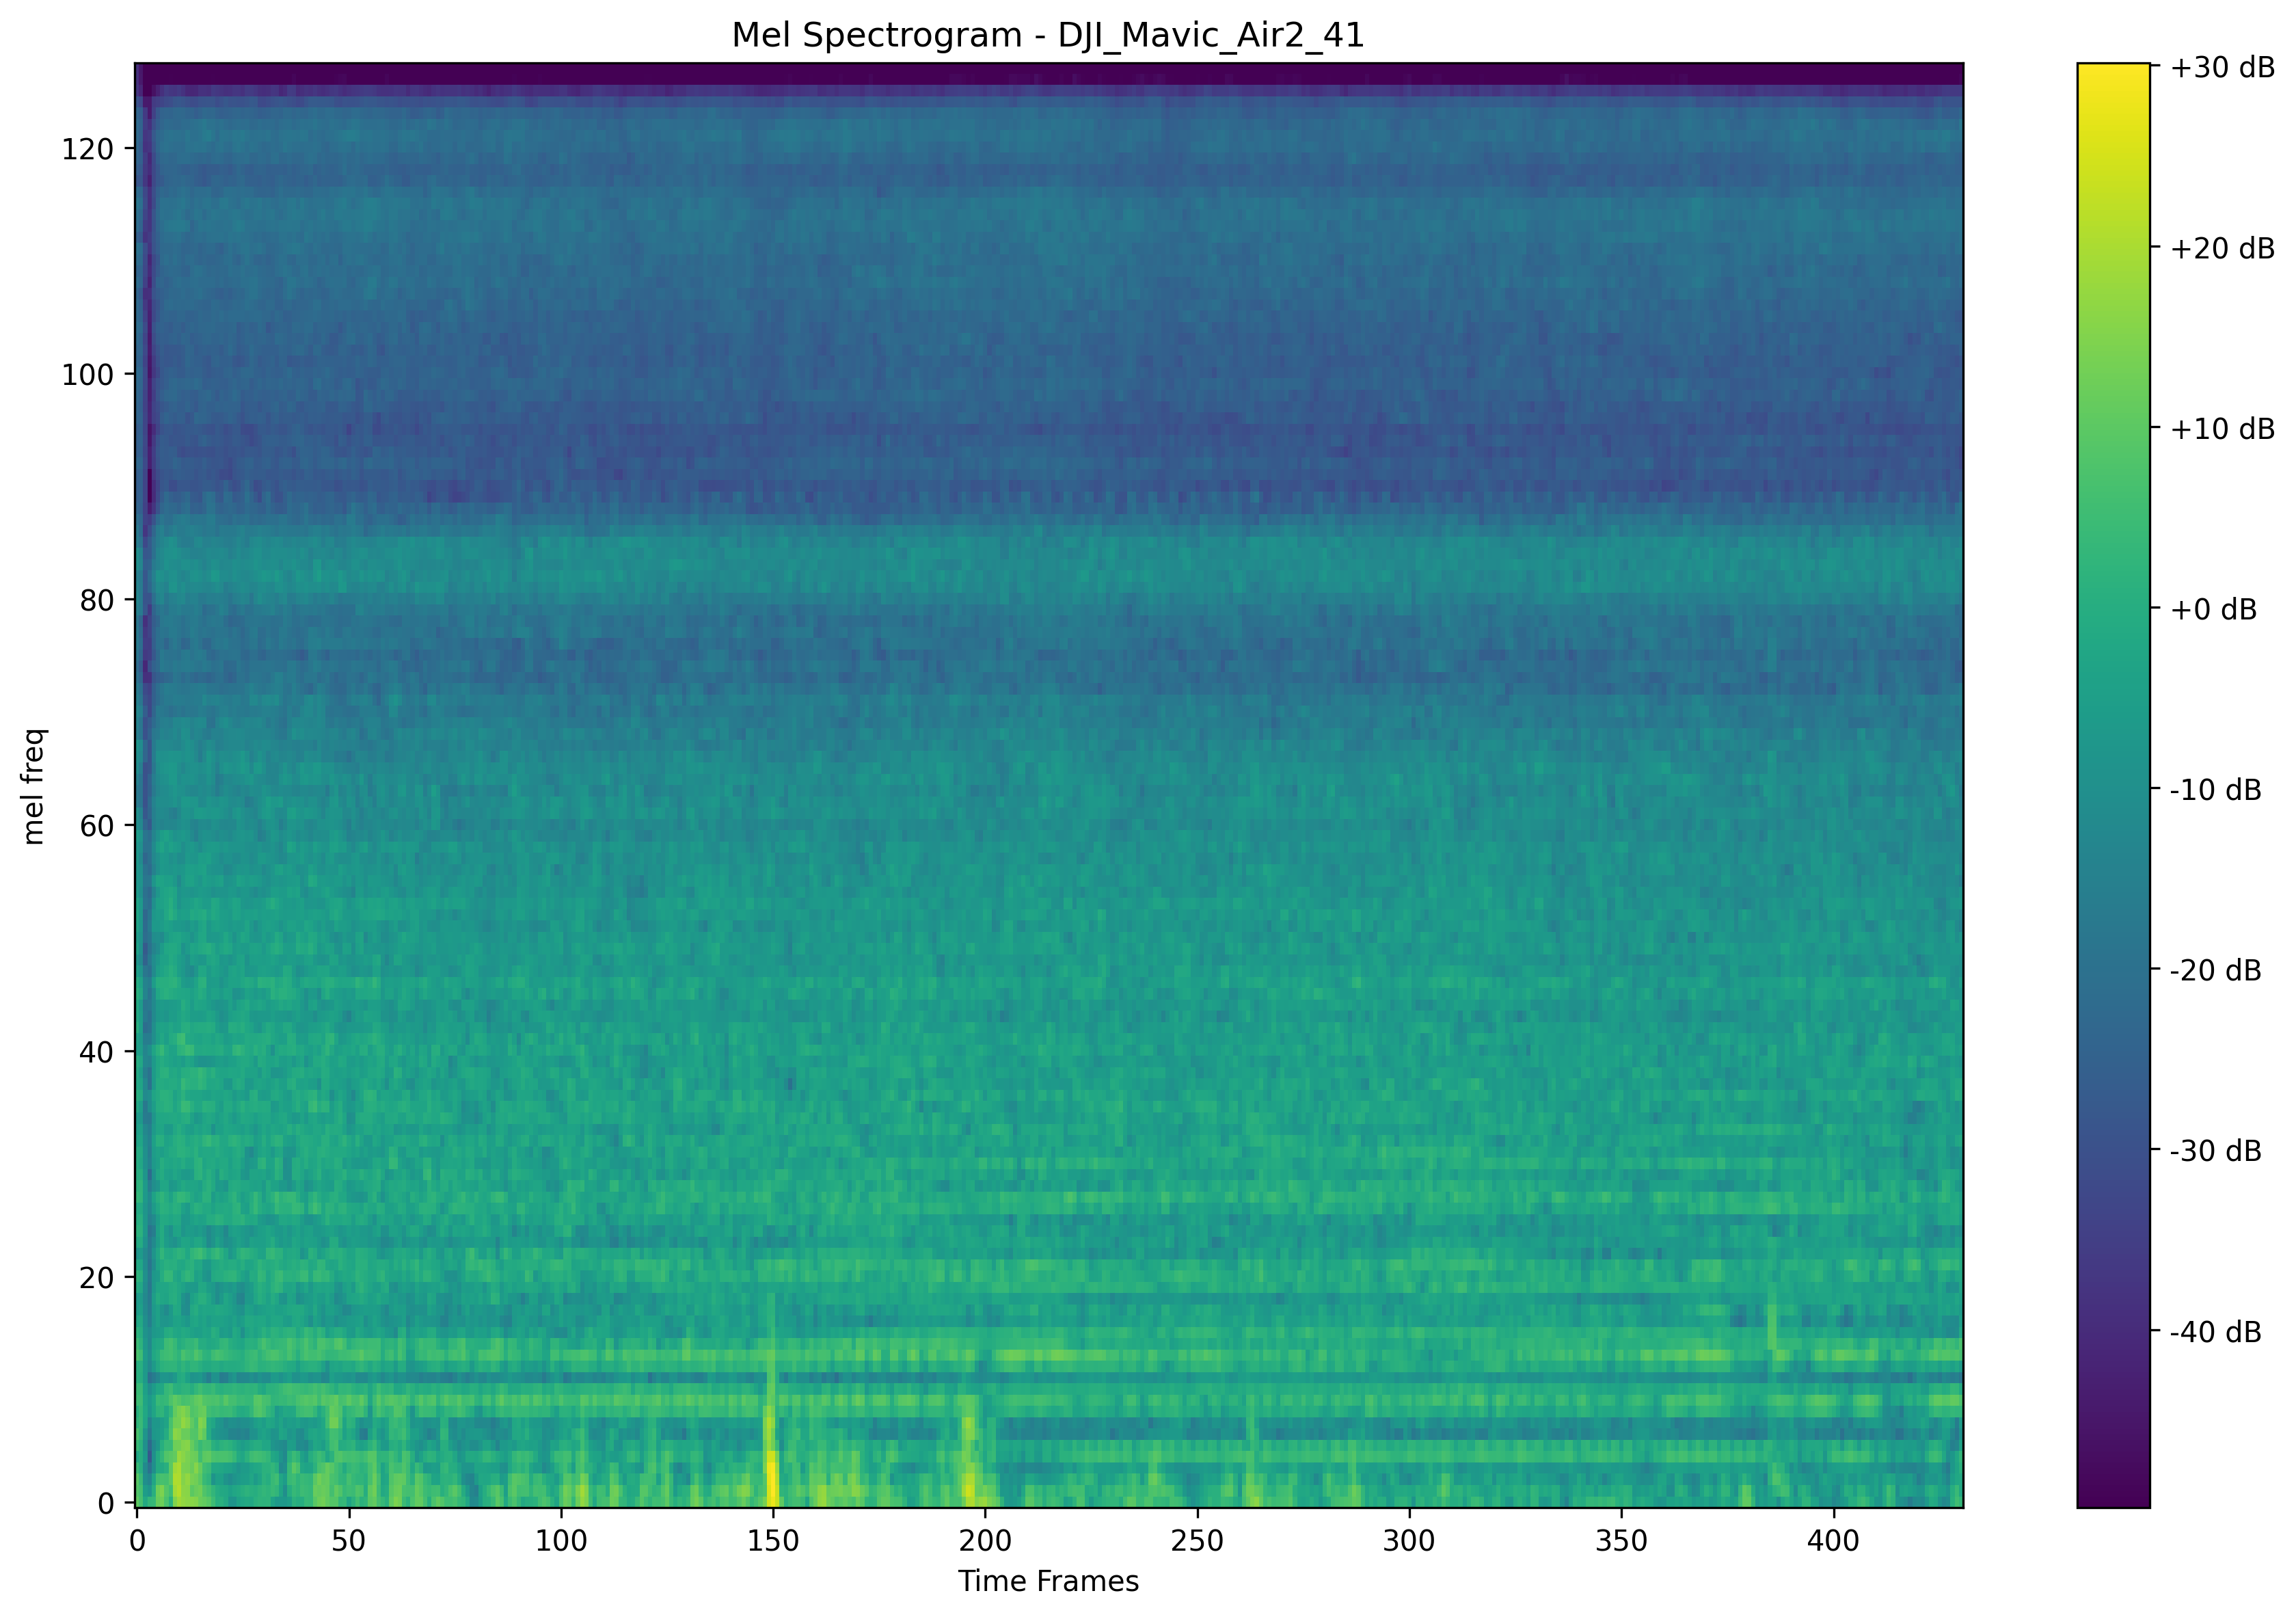 Mel Spectrogram - DJI_Mavic_Air2_41
mel freq
120
100
80
60
40
20
0
0 50 100 150 200 250 300 350 400
Time Frames
+30 dB
+20 dB
+10 dB
+0 dB
-10 dB
-20 dB
-30 dB
-40 dB